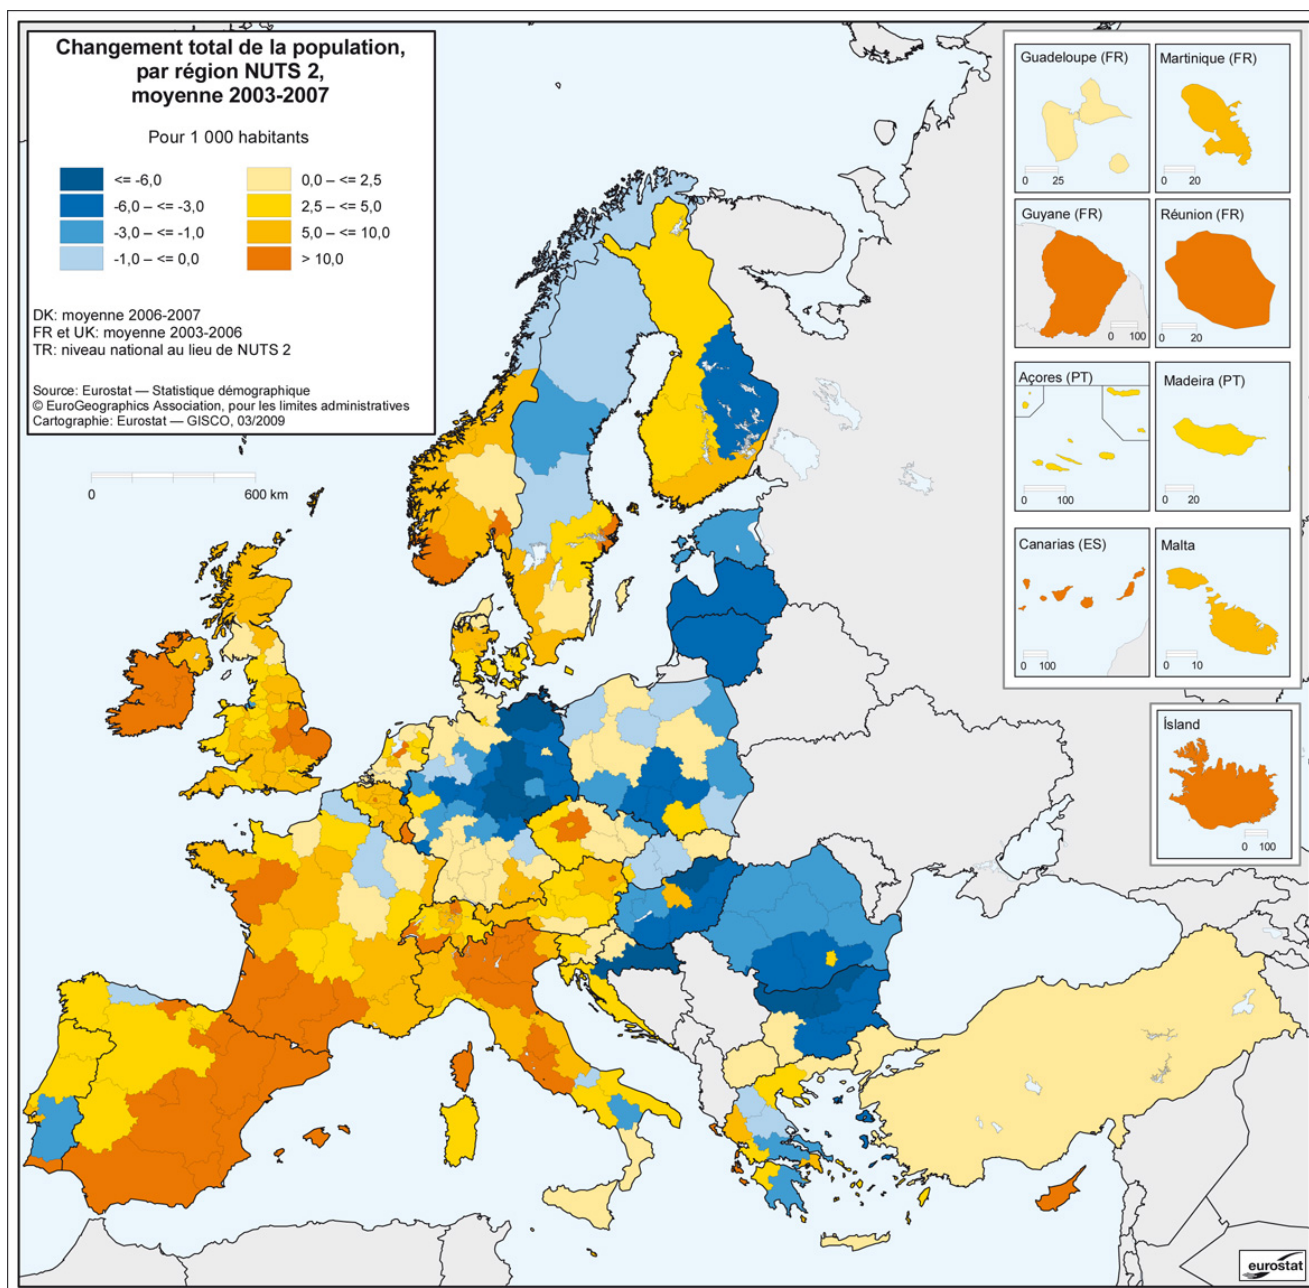 Changement total de la population,
par région NUTS 2,
moyenne 2003-2007
Pour 1 000 habitants
<= -6,0
-6,0 – <= -3,0
-3,0 – <= -1,0
-1,0 – <= 0,0
0,0 – <= 2,5
2,5 – <= 5,0
5,0 – <= 10,0
> 10,0
DK: moyenne 2006-2007
FR et UK: moyenne 2003-2006
TR: niveau national au lieu de NUTS 2
Source: Eurostat — Statistique démographique
© EuroGeographics Association, pour les limites administratives
Cartographie: Eurostat — GISCO, 03/2009
0 600 km
Guadeloupe (FR)
0 25
Martinique (FR)
0 20
Guyane (FR)
0 100
Réunion (FR)
0 20
Açores (PT)
0 100
Madeira (PT)
0 20
Canarias (ES)
0 100
Malta
0 10
Ísland
0 100
eurostat